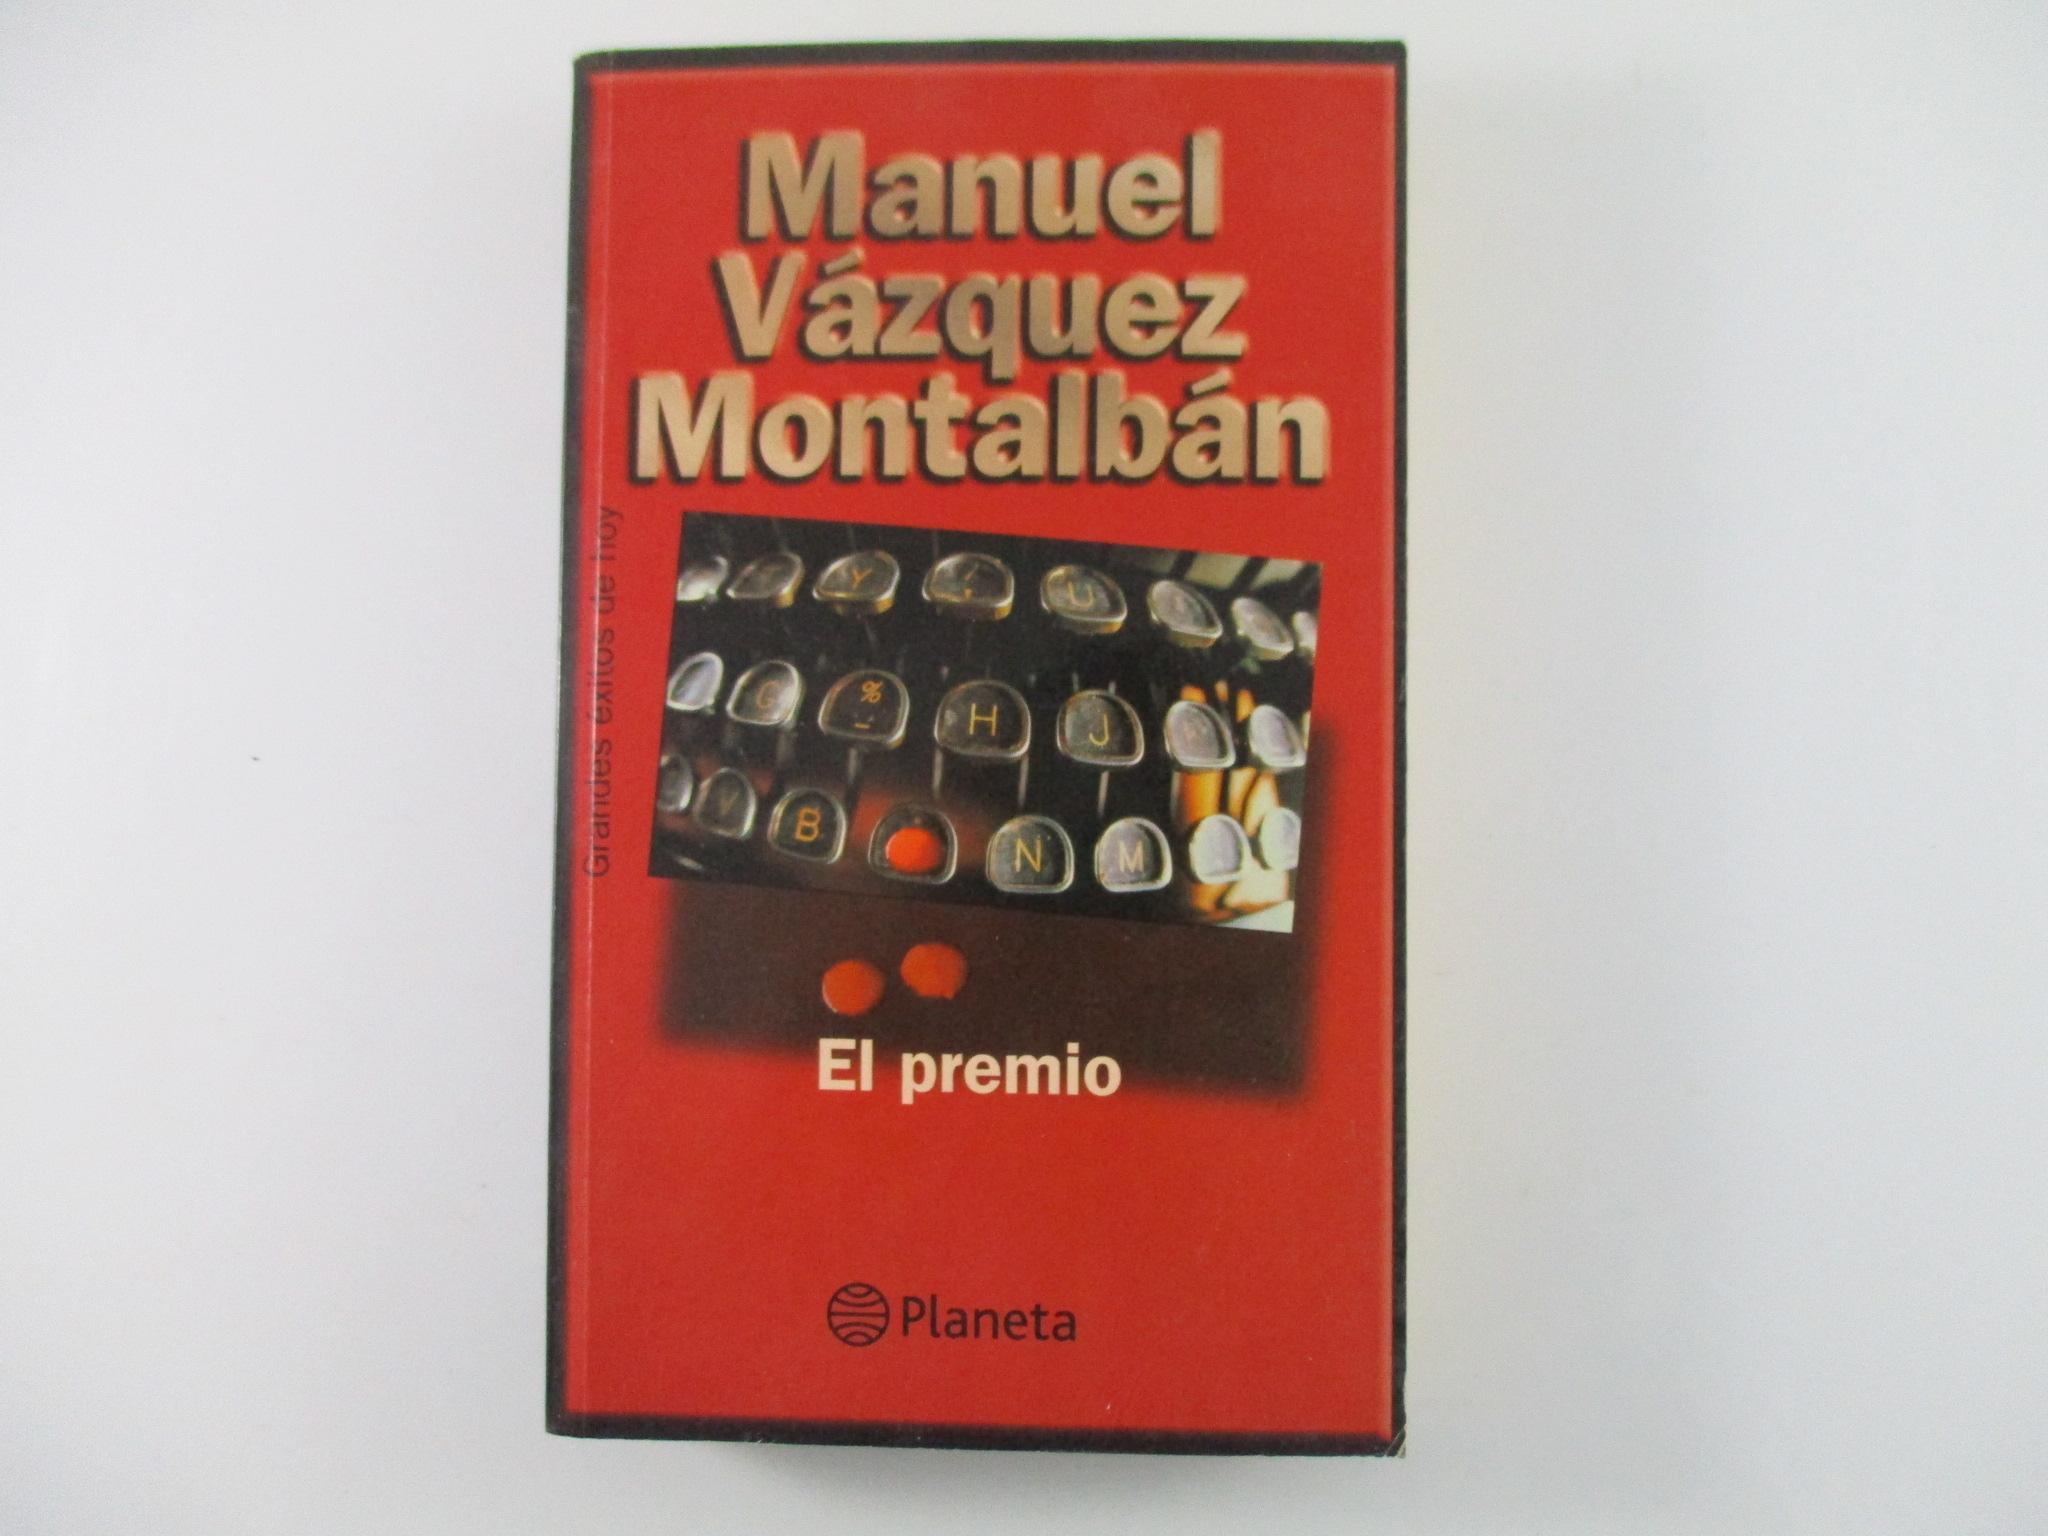 Manuel
Vázquez
Montalbán
Grandes éxitos de hoy
Y
U
G
%
-
H
J
V
B
N
M
El premio
Planeta